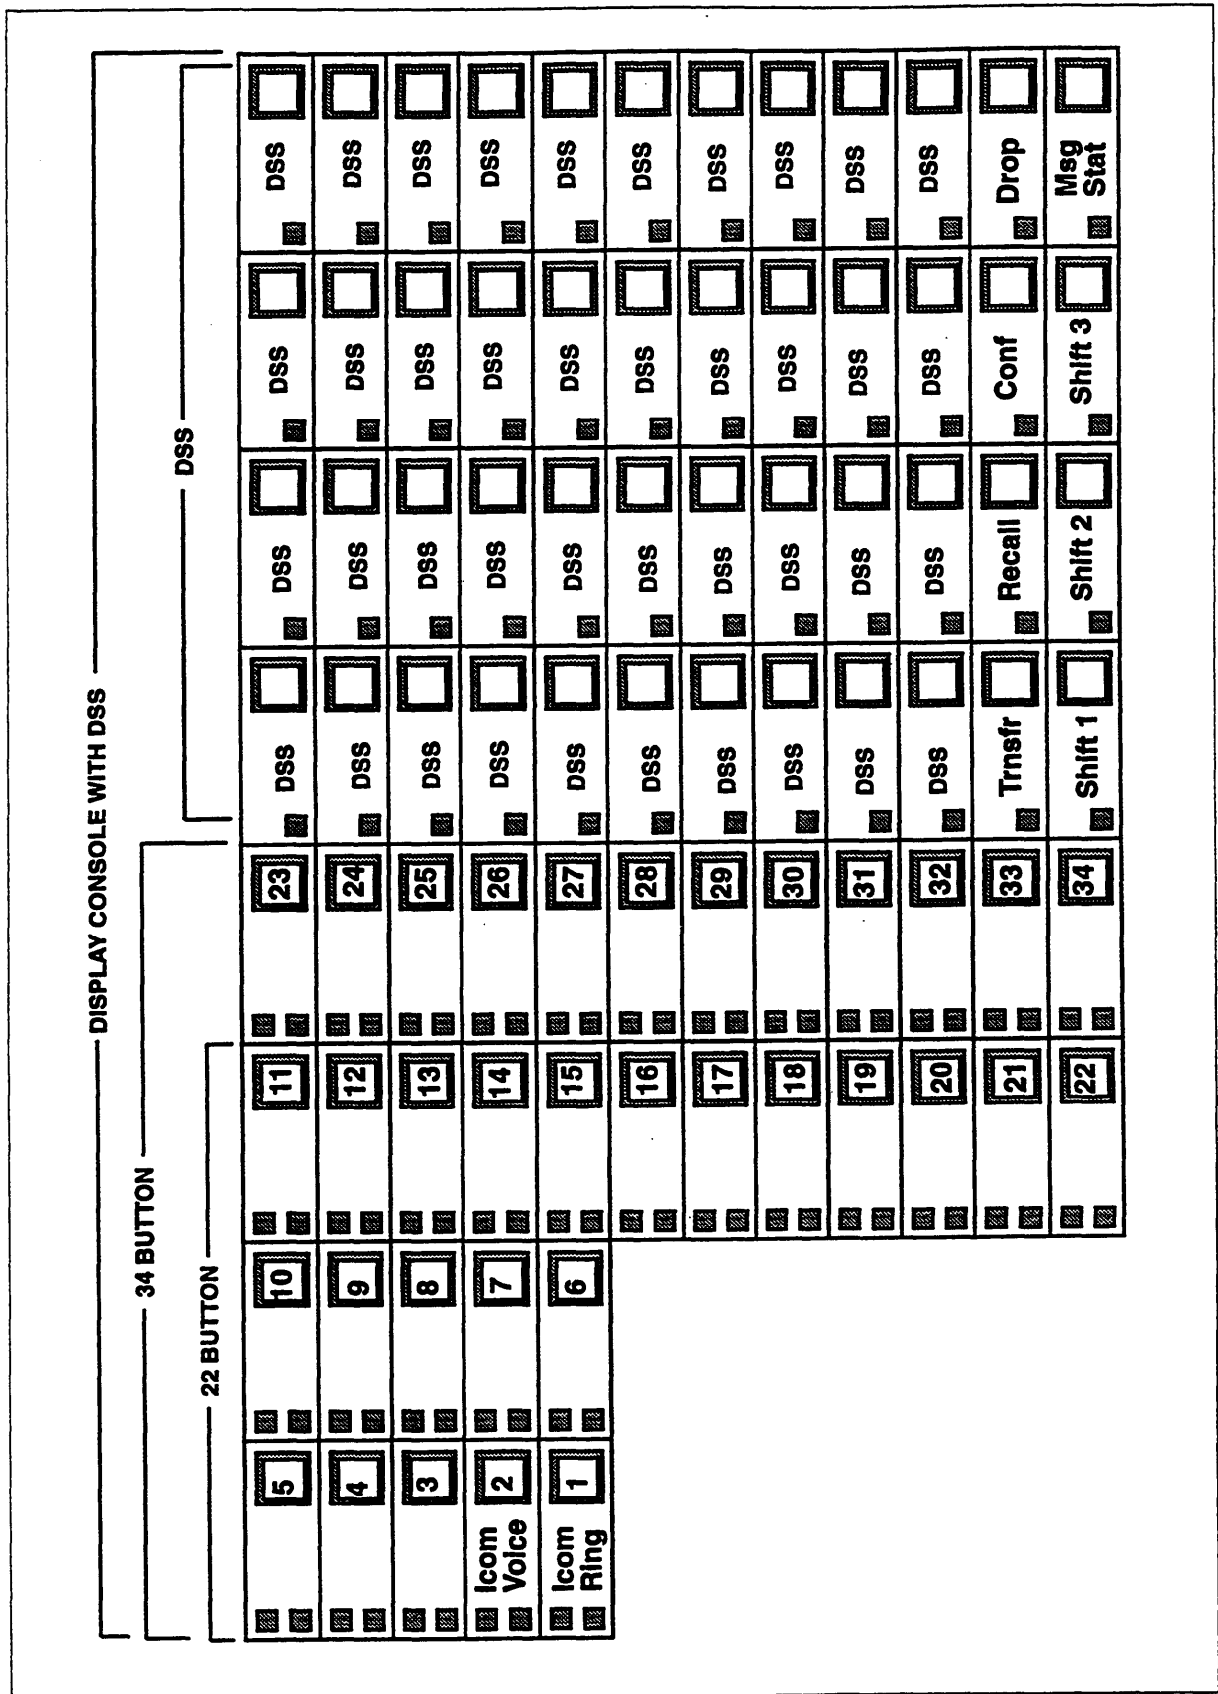 DISPLAY CONSOLE WITH DSS
34 BUTTON
DSS
22 BUTTON
5 10 11 23 DSS DSS DSS DSS
4 9 12 24 DSS DSS DSS DSS
3 8 13 25 DSS DSS DSS DSS
Icom Voice 2 7 14 26 DSS DSS DSS DSS
Icom Ring 1 6 15 27 DSS DSS DSS DSS
16 28 DSS DSS DSS DSS
17 29 DSS DSS DSS DSS
18 30 DSS DSS DSS DSS
19 31 DSS DSS DSS DSS
20 32 DSS DSS DSS DSS
21 33 Trnsfr Recall Conf Drop
22 34 Shift 1 Shift 2 Shift 3 Msg Stat